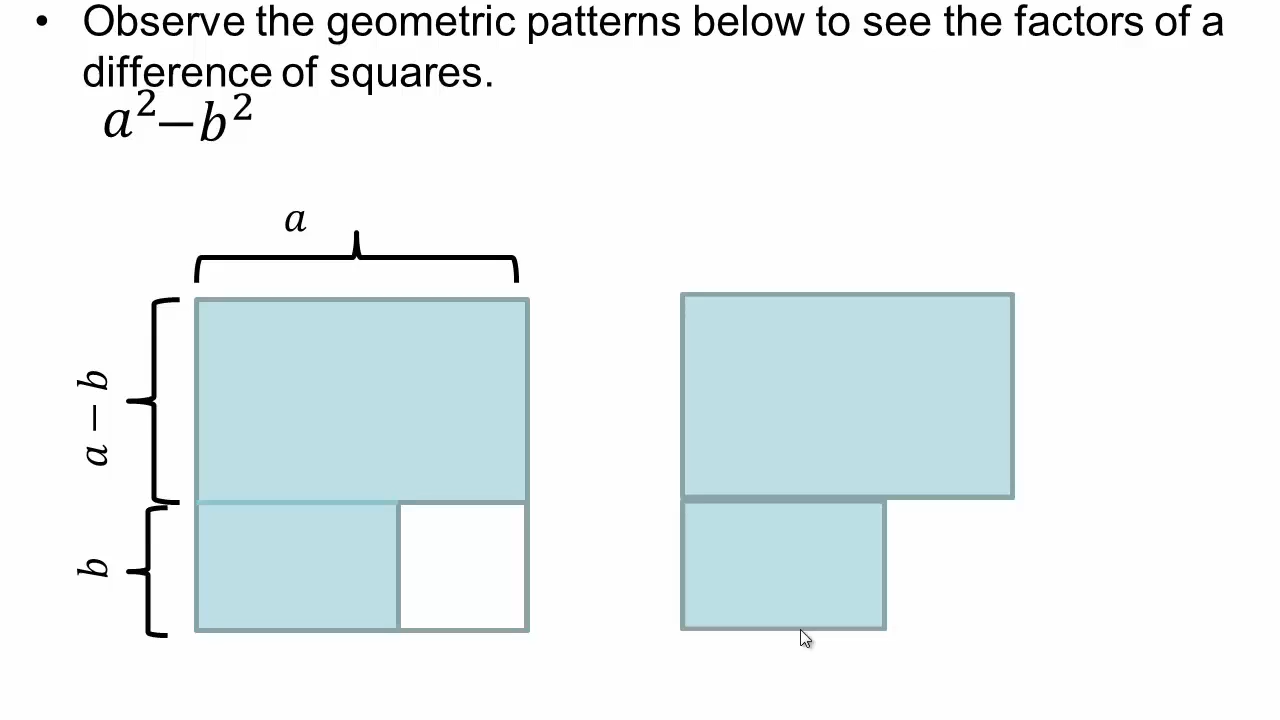 • Observe the geometric patterns below to see the factors of a
difference of squares.
a²−b²
a
a − b
b